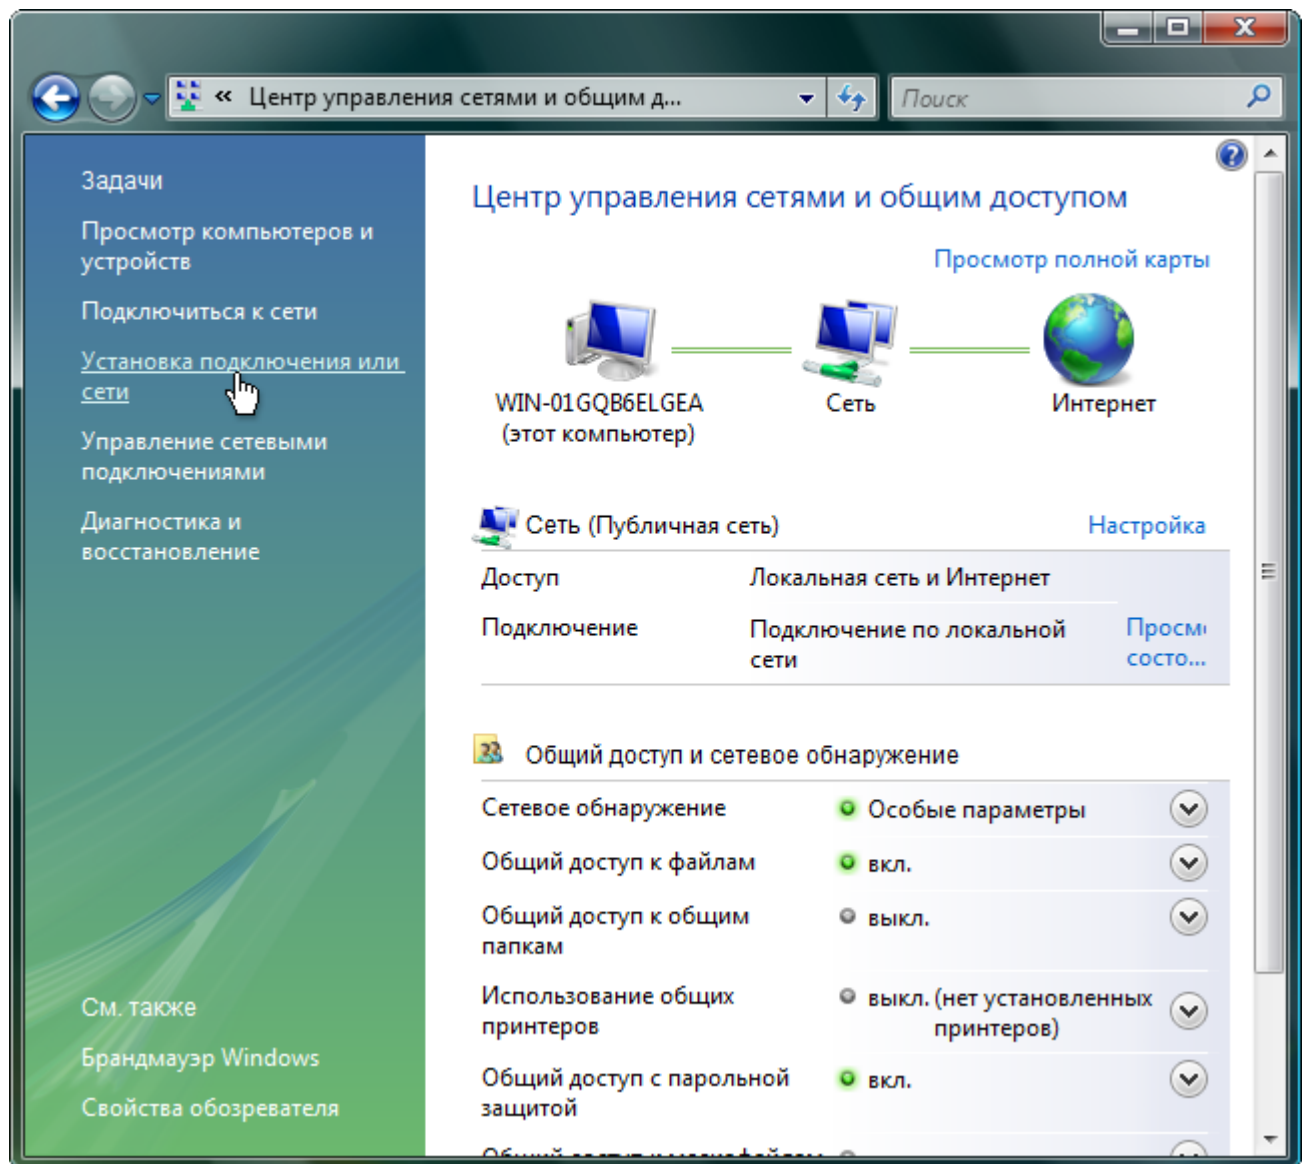 « Центр управления сетями и общим д...
Поиск
Задачи
Просмотр компьютеров и
устройств
Подключиться к сети
Установка подключения или
сети
Управление сетевыми
подключениями
Диагностика и
восстановление
См. также
Брандмауэр Windows
Свойства обозревателя
Центр управления сетями и общим доступом
Просмотр полной карты
WIN-01GQB6ELGEA
(этот компьютер)
Сеть
Интернет
Сеть (Публичная сеть)
Настройка
Доступ
Локальная сеть и Интернет
Подключение
Подключение по локальной
сети
Просм
состо...
Общий доступ и сетевое обнаружение
Сетевое обнаружение
Особые параметры
Общий доступ к файлам
вкл.
Общий доступ к общим
папкам
выкл.
Использование общих
принтеров
выкл. (нет установленных
принтеров)
Общий доступ с парольной
защитой
вкл.